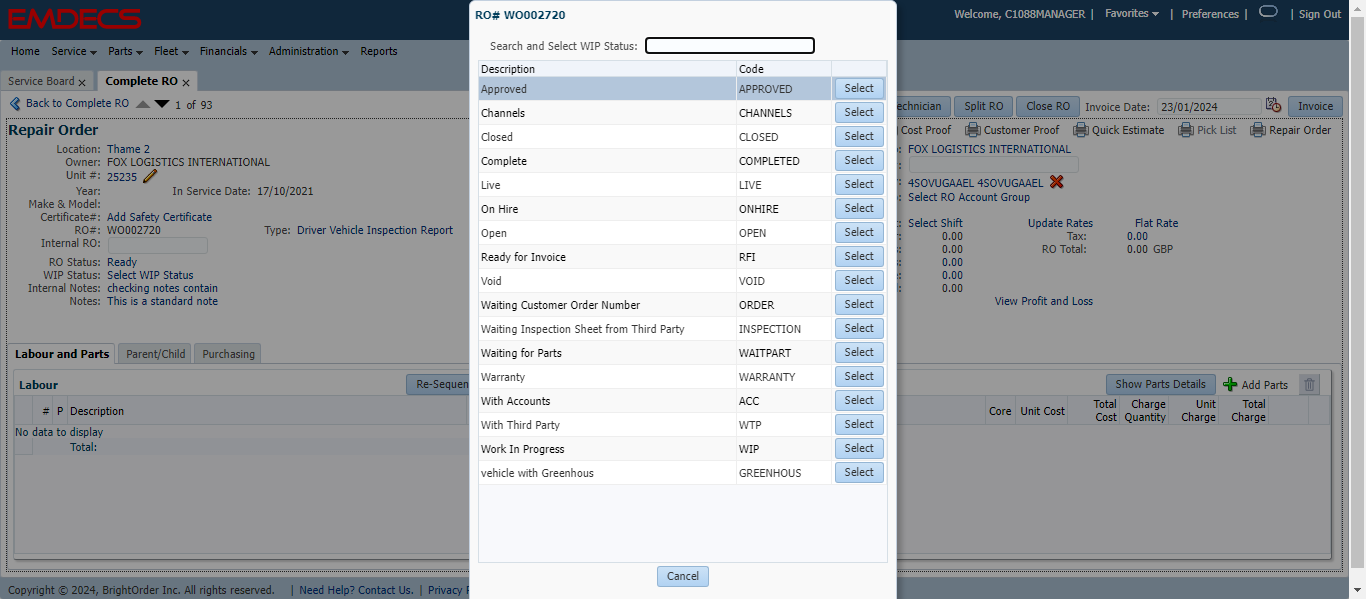 EMDECS
Welcome, C1088MANAGER | Favorites | Preferences | | Sign Out
Home Service Parts Fleet Financials Administration Reports
Service Board x Complete RO x
Back to Complete RO 1 of 93
echnician Split RO Close RO Invoice Date: 23/01/2024 Invoice
Repair Order
Cost Proof Customer Proof Quick Estimate Pick List Repair Order
Location: Thame 2
Owner: FOX LOGISTICS INTERNATIONAL
Unit #: 25235
Year: In Service Date: 17/10/2021
Make & Model:
Certificate#: Add Safety Certificate
RO#: WO002720 Type: Driver Vehicle Inspection Report
Internal RO:
RO Status: Ready
WIP Status: Select WIP Status
Internal Notes: checking notes contain
Notes: This is a standard note
FOX LOGISTICS INTERNATIONAL
4SOVUGAAEL 4SOVUGAAEL
Select RO Account Group
Select Shift Update Rates Flat Rate
0.00 Tax: 0.00
0.00 RO Total: 0.00 GBP
0.00
0.00
0.00
View Profit and Loss
Labour and Parts Parent/Child Purchasing
Labour Re-Sequen
Show Parts Details Add Parts
# P Description
Core Unit Cost Total Cost Charge Quantity Unit Charge Total Charge
No data to display
Total:
RO# WO002720
Search and Select WIP Status:
Description Code
Approved APPROVED Select
Channels CHANNELS Select
Closed CLOSED Select
Complete COMPLETED Select
Live LIVE Select
On Hire ONHIRE Select
Open OPEN Select
Ready for Invoice RFI Select
Void VOID Select
Waiting Customer Order Number ORDER Select
Waiting Inspection Sheet from Third Party INSPECTION Select
Waiting for Parts WAITPART Select
Warranty WARRANTY Select
With Accounts ACC Select
With Third Party WTP Select
Work In Progress WIP Select
vehicle with Greenhous GREENHOUS Select
Cancel
Copyright © 2024, BrightOrder Inc. All rights reserved. | Need Help? Contact Us. | Privacy